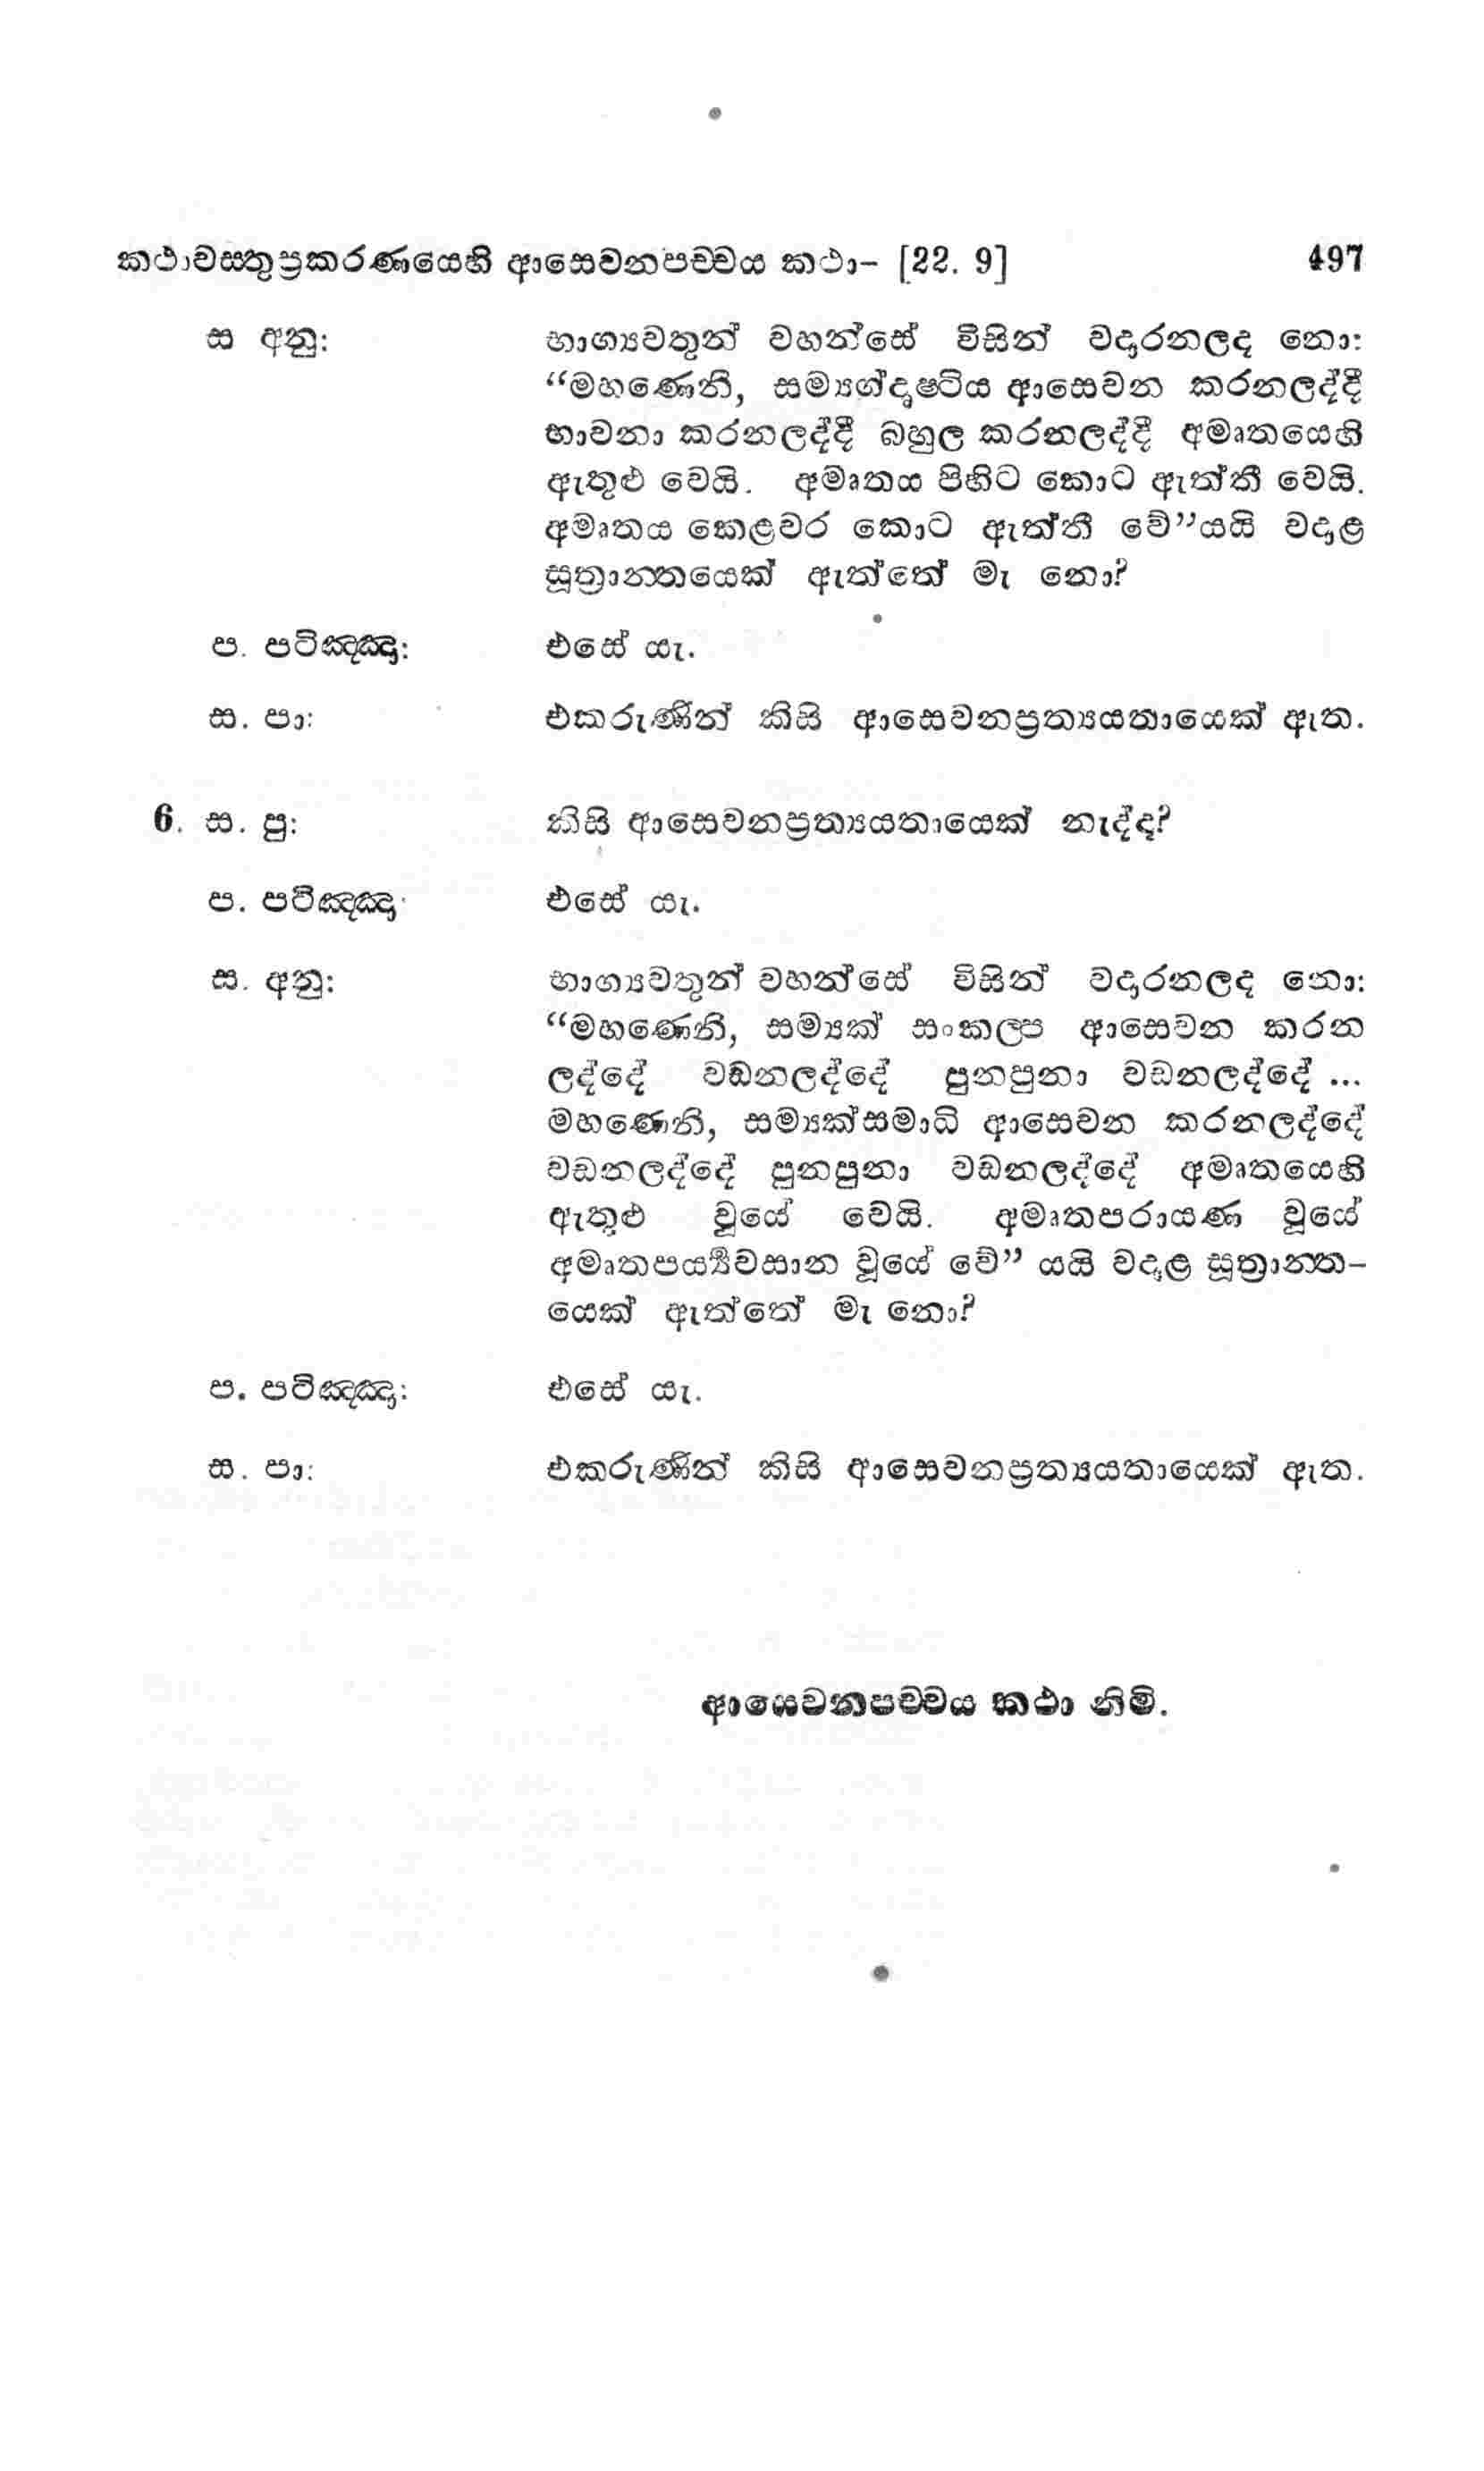 කථාවස්තුප්‍රකරණයෙහි ආසෙවනපච්චය කථා– [22. 9] 497
ස අනු: භාග්‍යවතුන් වහන්සේ විසින් වදාරනලද නො:
“මහණෙනි, සම්‍යග්දෘෂ්ටිය ආසෙවන කරනලද්දී
භාවනා කරනලද්දී බහුල කරනලද්දී අමෘතයෙහි
ඇතුළු වෙයි. අමෘතය පිහිට කොට ඇත්තී වෙයි.
අමෘතය කෙළවර කොට ඇත්තී වේ”යයි වදාළ
සූත්‍රාන්තයෙක් ඇත්තේ මැ නො?
ප. පටිඤ්ඤා: එසේ යැ.
ස. පා: එකරුණින් කිසි ආසෙවනප්‍රත්‍යයතායෙක් ඇත.
6. ස. පු: කිසි ආසෙවනප්‍රත්‍යයතායෙක් නැද්ද?
ප. පටිඤ්ඤා: එසේ යැ.
ස. අනු: භාග්‍යවතුන් වහන්සේ විසින් වදාරනලද නො:
“මහණෙනි, සම්‍යක් සංකල්ප ආසෙවන කරන
ලද්දේ වඩනලද්දේ පුනපුනා වඩනලද්දේ ...
මහණෙනි, සම්‍යක්සමාධි ආසෙවන කරනලද්දේ
වඩනලද්දේ පුනපුනා වඩනලද්දේ අමෘතයෙහි
ඇතුළු වූයේ වෙයි. අමෘතපරායණ වූයේ
අමෘතපර්‍ය්‍යවසාන වූයේ වේ” යයි වදාළ සූත්‍රාන්ත–
යෙක් ඇත්තේ මැ නො?
ප. පටිඤ්ඤා: එසේ යැ.
ස. පා: එකරුණින් කිසි ආසෙවනප්‍රත්‍යයතායෙක් ඇත.
ආසෙවනපච්චය කථා නිමි.